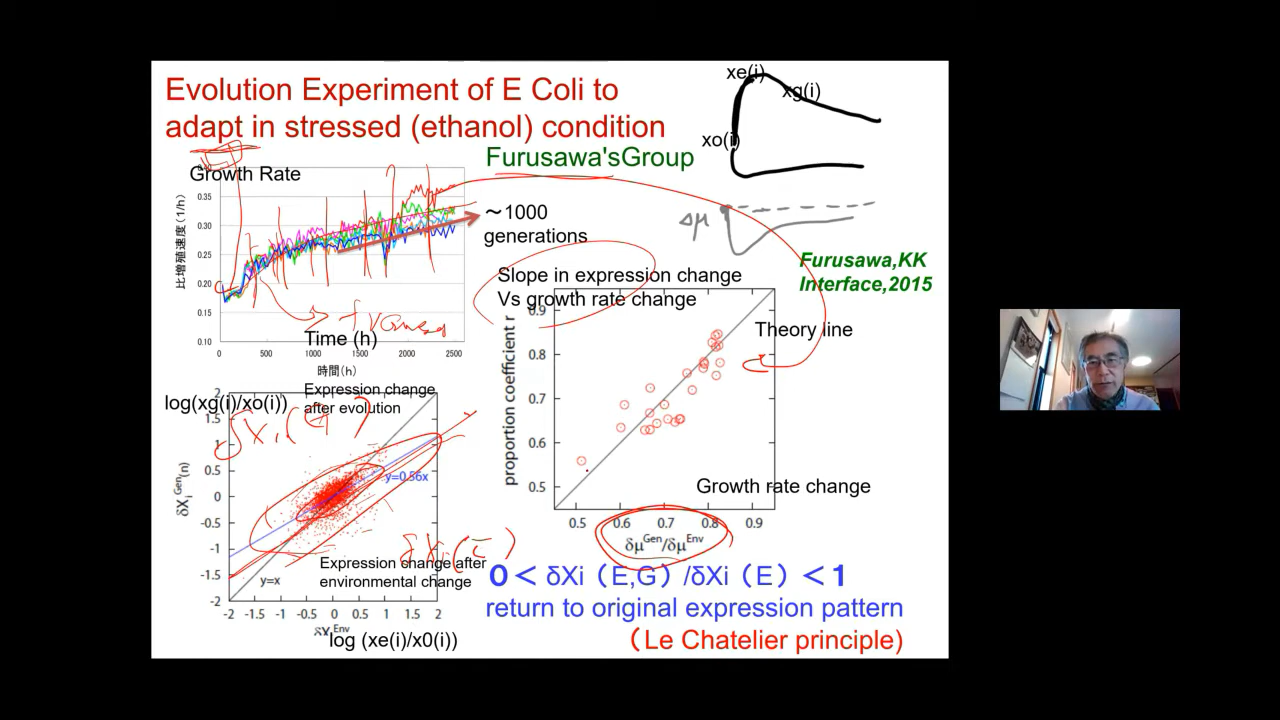 Evolution Experiment of E Coli to
adapt in stressed (ethanol) condition
Furusawa'sGroup
xe(i)
xg(i)
xo(i)
Growth Rate
0.35
0.30
0.25
0.20
0.15
0.10
比増殖速度(1/h)
0
500
1000
1500
2000
2500
Time (h)
時間(h)
～1000
generations
Δμ
Furusawa,KK
Interface,2015
Slope in expression change
Vs growth rate change
Theory line
proportion coefficient r
0.9
0.8
0.7
0.6
0.5
0.5 0.6 0.7 0.8 0.9
Growth rate change
δμGen/δμEnv
Expression change
after evolution
log(xg(i)/xo(i))
δXi(G)
2
1.5
1
0.5
0
-0.5
-1
-1.5
-2
δXiGen(n)
y=0.56x
y=x
δXi(E)
Expression change after
environmental change
-2 -1.5 -1 -0.5 0 0.5 1 1.5 2
log (xe(i)/x0(i))
0＜ δXi（E,G）/δXi（E）＜1
return to original expression pattern
（Le Chatelier principle)